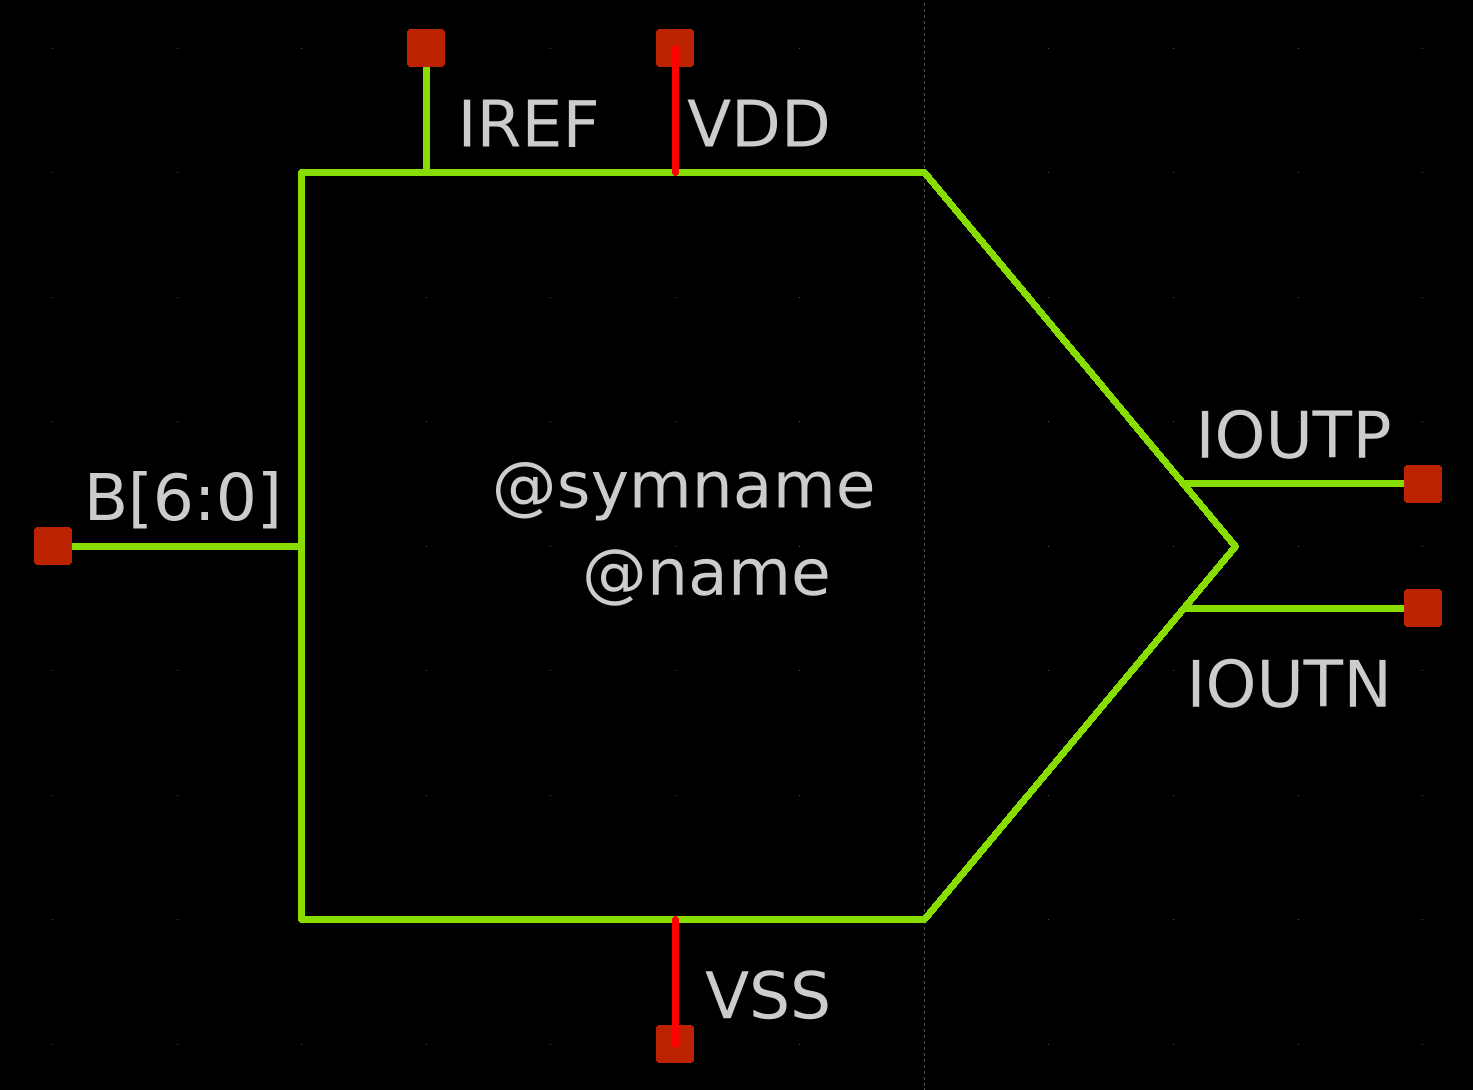 IREF
VDD
IOUTP
B[6:0]
@symname
@name
IOUTN
VSS